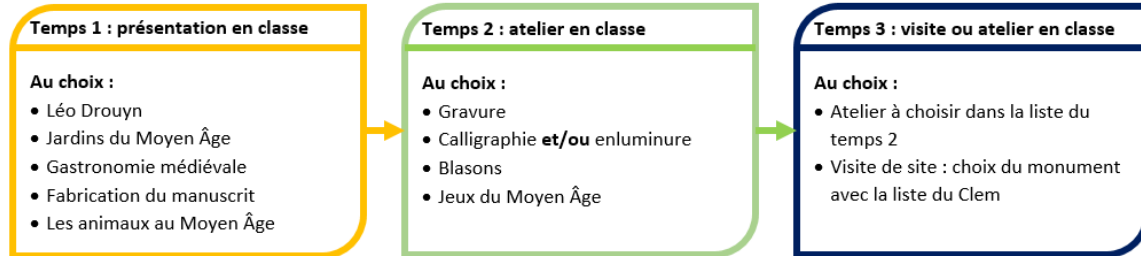 Temps 1 : présentation en classe
Au choix :
• Léo Drouyn
• Jardins du Moyen Âge
• Gastronomie médiévale
• Fabrication du manuscrit
• Les animaux au Moyen Âge
Temps 2 : atelier en classe
Au choix :
• Gravure
• Calligraphie et/ou enluminure
• Blasons
• Jeux du Moyen Âge
Temps 3 : visite ou atelier en classe
Au choix :
• Atelier à choisir dans la liste du
temps 2
• Visite de site : choix du monument
avec la liste du Clem